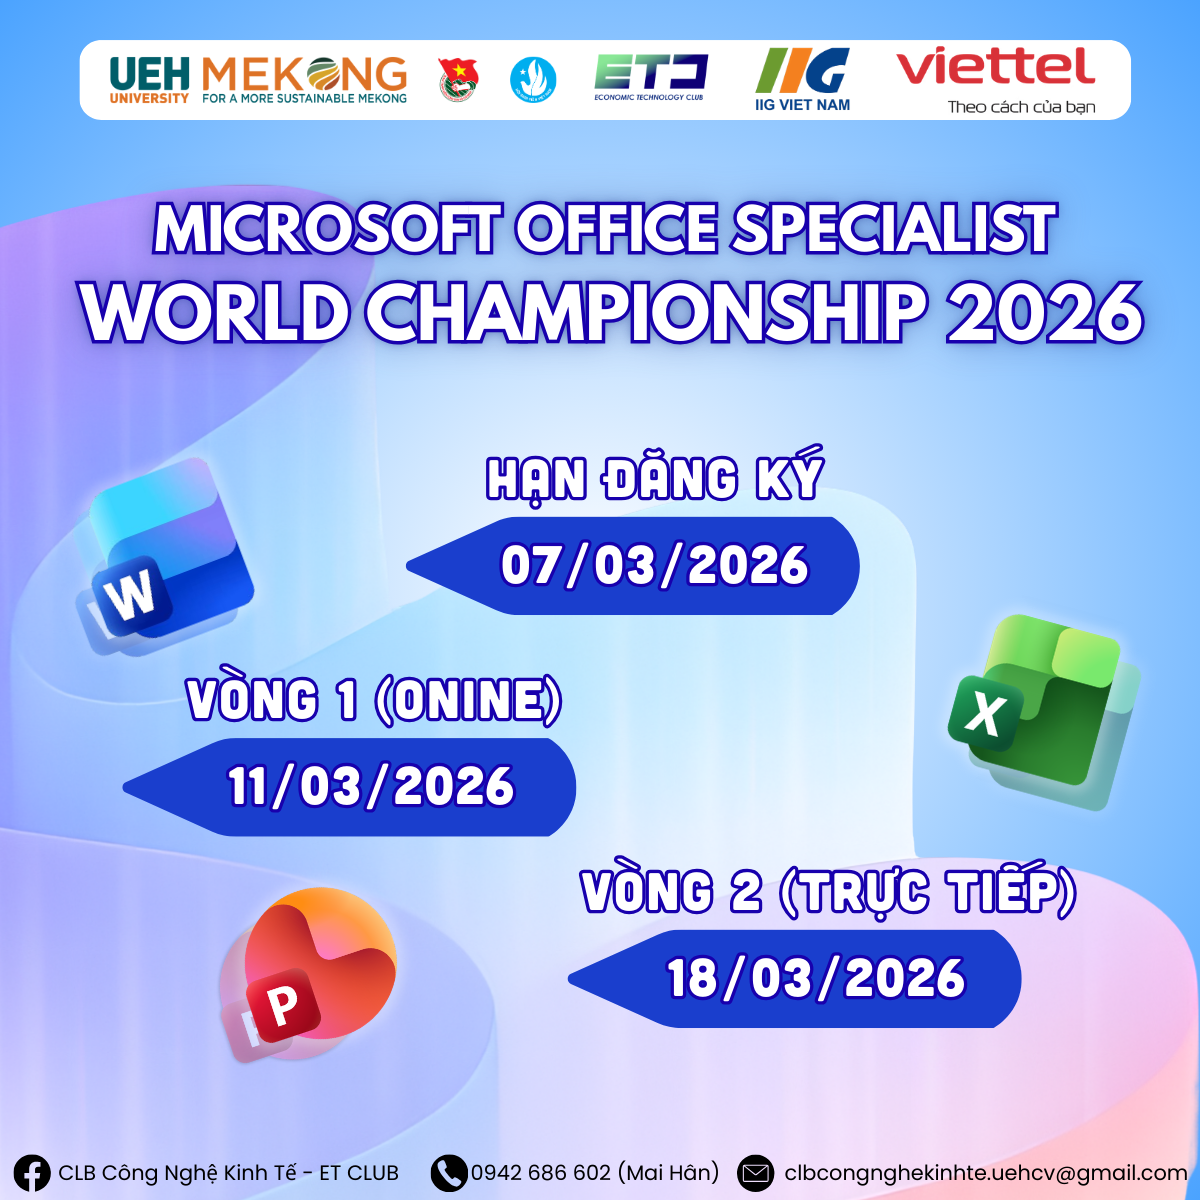 UEH MEKONG
UNIVERSITY FOR A MORE SUSTAINABLE MEKONG
ETC
ECONOMIC TECHNOLOGY CLUB
IIG
IIG VIET NAM
viettel
Theo cách của bạn
MICROSOFT OFFICE SPECIALIST
WORLD CHAMPIONSHIP 2026
HẠN ĐĂNG KÝ
07/03/2026
W
VÒNG 1 (ONINE)
11/03/2026
X
VÒNG 2 (TRỰC TIẾP)
18/03/2026
P
CLB Công Nghệ Kinh Tế - ET CLUB 0942 686 602 (Mai Hân) clbcongnghekinhte.uehcv@gmail.com